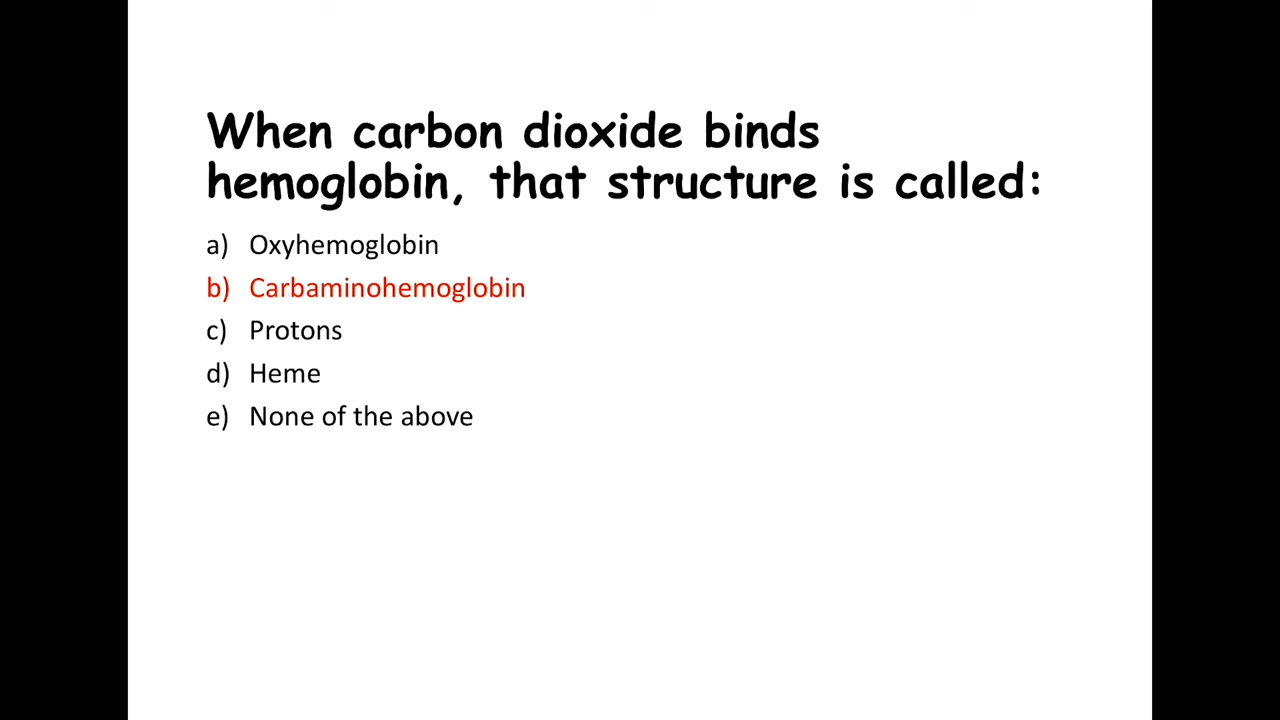 When carbon dioxide binds
hemoglobin, that structure is called:
a) Oxyhemoglobin
b) Carbaminohemoglobin
c) Protons
d) Heme
e) None of the above